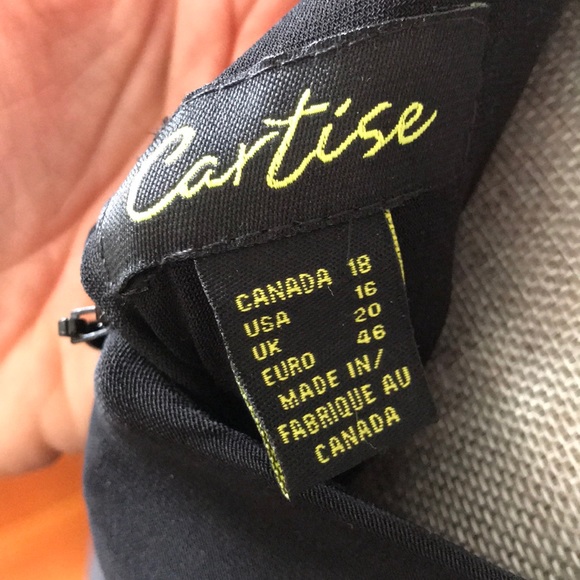 Cartise
CANADA 18
USA 16
UK 20
EURO 46
MADE IN/
FABRIQUE AU
CANADA